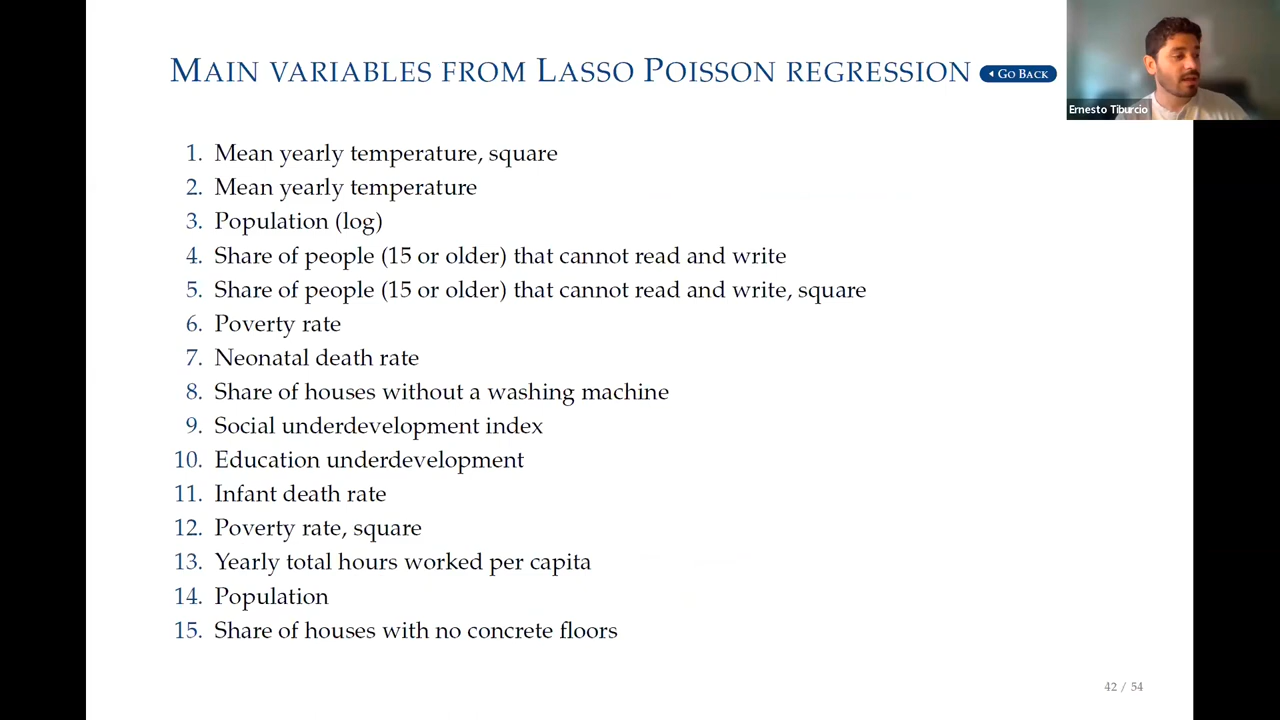 MAIN VARIABLES FROM LASSO POISSON REGRESSION
Go Back
Ernesto Tiburcio
1. Mean yearly temperature, square
2. Mean yearly temperature
3. Population (log)
4. Share of people (15 or older) that cannot read and write
5. Share of people (15 or older) that cannot read and write, square
6. Poverty rate
7. Neonatal death rate
8. Share of houses without a washing machine
9. Social underdevelopment index
10. Education underdevelopment
11. Infant death rate
12. Poverty rate, square
13. Yearly total hours worked per capita
14. Population
15. Share of houses with no concrete floors
42 / 54